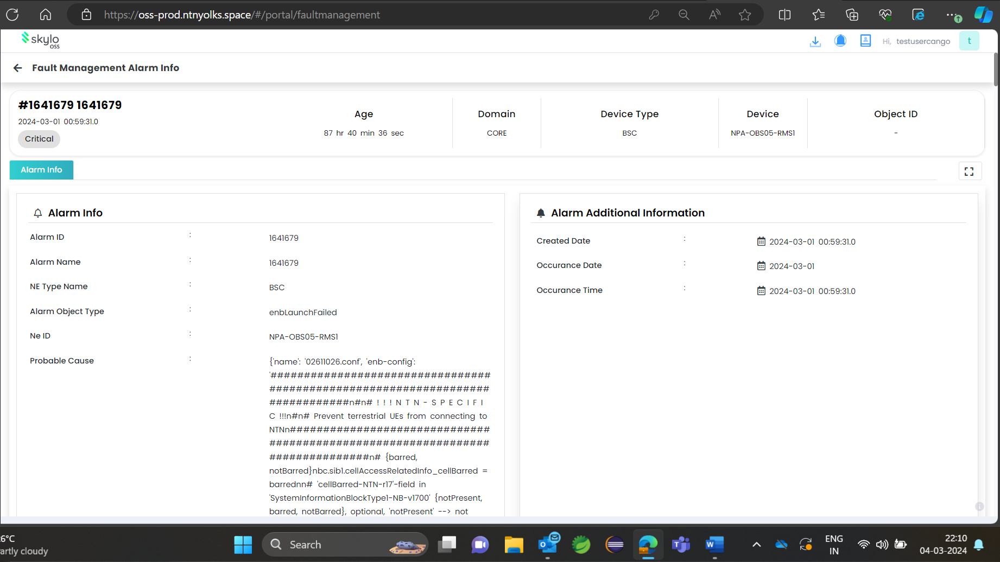 https://oss-prod.ntnyolks.space/#/portal/faultmanagement
skylo
oss
Hi, testusercango
t
Fault Management Alarm Info
#1641679 1641679
2024-03-01 00:59:31.0
Critical
Age
87 hr 40 min 36 sec
Domain
CORE
Device Type
BSC
Device
NPA-OBS05-RMS1
Object ID
-
Alarm Info
Alarm Info
Alarm ID : 1641679
Alarm Name : 1641679
NE Type Name : BSC
Alarm Object Type : enbLaunchFailed
Ne ID : NPA-OBS05-RMS1
Probable Cause : {'name': '02611026.conf', 'enb-config':
'#################################
#################################
############n#n# ! ! ! N T N - S P E C I F I
C !!!n#n# Prevent terrestrial UEs from connecting to
NTNn##############################
#################################
###############n# {barred,
notBarred}nbc.sib1.cellAccessRelatedInfo_cellBarred =
barrednn# 'cellBarred-NTN-r17'-field in
'SystemInformationBlockType1-NB-v1700' {notPresent,
barred, notBarred}, optional, 'notPresent' --> not
Alarm Additional Information
Created Date : 2024-03-01 00:59:31.0
Occurance Date : 2024-03-01
Occurance Time : 2024-03-01 00:59:31.0
6°C
artly cloudy
Search
ENG
IN
22:10
04-03-2024